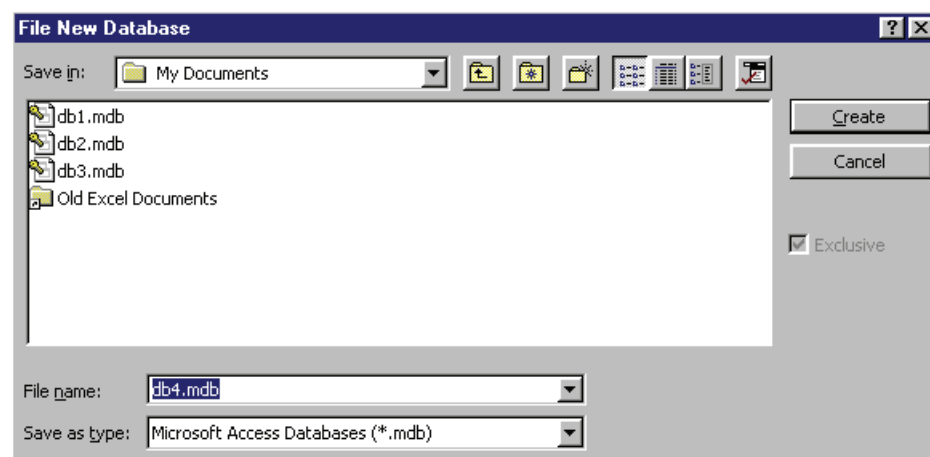 File New Database
Save in: My Documents
db1.mdb
db2.mdb
db3.mdb
Old Excel Documents
Create
Cancel
Exclusive
File name: db4.mdb
Save as type: Microsoft Access Databases (*.mdb)